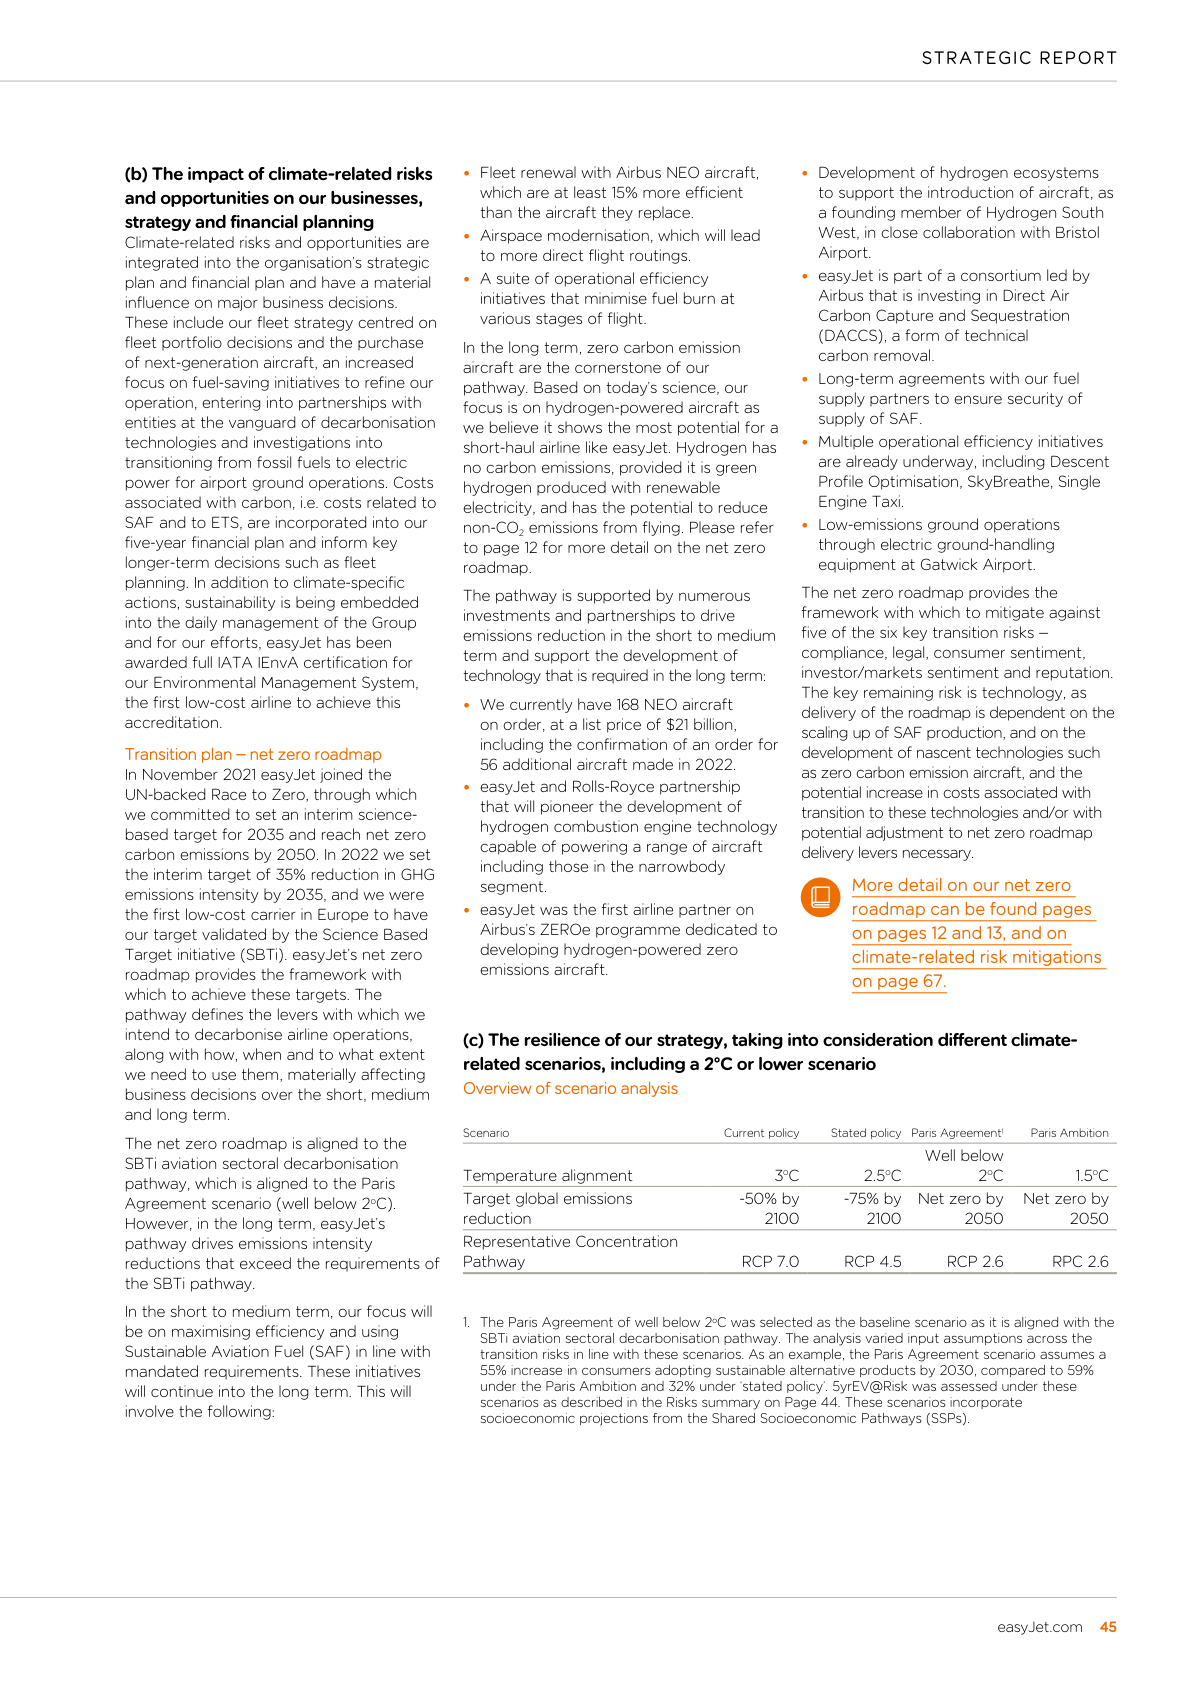 STRATEGIC REPORT
(b) The impact of climate-related risks
and opportunities on our businesses,
strategy and financial planning
Climate-related risks and opportunities are
integrated into the organisation's strategic
plan and financial plan and have a material
influence on major business decisions.
These include our fleet strategy centred on
fleet portfolio decisions and the purchase
of next-generation aircraft, an increased
focus on fuel-saving initiatives to refine our
operation, entering into partnerships with
entities at the vanguard of decarbonisation
technologies and investigations into
transitioning from fossil fuels to electric
power for airport ground operations. Costs
associated with carbon, i.e. costs related to
SAF and to ETS, are incorporated into our
five-year financial plan and inform key
longer-term decisions such as fleet
planning. In addition to climate-specific
actions, sustainability is being embedded
into the daily management of the Group
and for our efforts, easyJet has been
awarded full IATA IEnvA certification for
our Environmental Management System,
the first low-cost airline to achieve this
accreditation.
Transition plan – net zero roadmap
In November 2021 easyJet joined the
UN-backed Race to Zero, through which
we committed to set an interim science-
based target for 2035 and reach net zero
carbon emissions by 2050. In 2022 we set
the interim target of 35% reduction in GHG
emissions intensity by 2035, and we were
the first low-cost carrier in Europe to have
our target validated by the Science Based
Target initiative (SBTi). easyJet's net zero
roadmap provides the framework with
which to achieve these targets. The
pathway defines the levers with which we
intend to decarbonise airline operations,
along with how, when and to what extent
we need to use them, materially affecting
business decisions over the short, medium
and long term.
The net zero roadmap is aligned to the
SBTi aviation sectoral decarbonisation
pathway, which is aligned to the Paris
Agreement scenario (well below 2°C).
However, in the long term, easyJet's
pathway drives emissions intensity
reductions that exceed the requirements of
the SBTi pathway.
In the short to medium term, our focus will
be on maximising efficiency and using
Sustainable Aviation Fuel (SAF) in line with
mandated requirements. These initiatives
will continue into the long term. This will
involve the following:
• Fleet renewal with Airbus NEO aircraft,
which are at least 15% more efficient
than the aircraft they replace.
• Airspace modernisation, which will lead
to more direct flight routings.
• A suite of operational efficiency
initiatives that minimise fuel burn at
various stages of flight.
In the long term, zero carbon emission
aircraft are the cornerstone of our
pathway. Based on today's science, our
focus is on hydrogen-powered aircraft as
we believe it shows the most potential for a
short-haul airline like easyJet. Hydrogen has
no carbon emissions, provided it is green
hydrogen produced with renewable
electricity, and has the potential to reduce
non-CO₂ emissions from flying. Please refer
to page 12 for more detail on the net zero
roadmap.
The pathway is supported by numerous
investments and partnerships to drive
emissions reduction in the short to medium
term and support the development of
technology that is required in the long term:
• We currently have 168 NEO aircraft
on order, at a list price of $21 billion,
including the confirmation of an order for
56 additional aircraft made in 2022.
• easyJet and Rolls-Royce partnership
that will pioneer the development of
hydrogen combustion engine technology
capable of powering a range of aircraft
including those in the narrowbody
segment.
• easyJet was the first airline partner on
Airbus's ZEROe programme dedicated to
developing hydrogen-powered zero
emissions aircraft.
• Development of hydrogen ecosystems
to support the introduction of aircraft, as
a founding member of Hydrogen South
West, in close collaboration with Bristol
Airport.
• easyJet is part of a consortium led by
Airbus that is investing in Direct Air
Carbon Capture and Sequestration
(DACCS), a form of technical
carbon removal.
• Long-term agreements with our fuel
supply partners to ensure security of
supply of SAF.
• Multiple operational efficiency initiatives
are already underway, including Descent
Profile Optimisation, SkyBreathe, Single
Engine Taxi.
• Low-emissions ground operations
through electric ground-handling
equipment at Gatwick Airport.
The net zero roadmap provides the
framework with which to mitigate against
five of the six key transition risks –
compliance, legal, consumer sentiment,
investor/markets sentiment and reputation.
The key remaining risk is technology, as
delivery of the roadmap is dependent on the
scaling up of SAF production, and on the
development of nascent technologies such
as zero carbon emission aircraft, and the
potential increase in costs associated with
transition to these technologies and/or with
potential adjustment to net zero roadmap
delivery levers necessary.
More detail on our net zero
roadmap can be found pages
on pages 12 and 13, and on
climate-related risk mitigations
on page 67.
(c) The resilience of our strategy, taking into consideration different climate-
related scenarios, including a 2°C or lower scenario
Overview of scenario analysis
Scenario Current policy Stated policy Paris Agreement¹ Paris Ambition
Well below
Temperature alignment 3°C 2.5°C 2°C 1.5°C
Target global emissions -50% by -75% by Net zero by Net zero by
reduction 2100 2100 2050 2050
Representative Concentration
Pathway RCP 7.0 RCP 4.5 RCP 2.6 RPC 2.6
1. The Paris Agreement of well below 2°C was selected as the baseline scenario as it is aligned with the
SBTi aviation sectoral decarbonisation pathway. The analysis varied input assumptions across the
transition risks in line with these scenarios. As an example, the Paris Agreement scenario assumes a
55% increase in consumers adopting sustainable alternative products by 2030, compared to 59%
under the Paris Ambition and 32% under 'stated policy'. 5yrEV@Risk was assessed under these
scenarios as described in the Risks summary on Page 44. These scenarios incorporate
socioeconomic projections from the Shared Socioeconomic Pathways (SSPs).
easyJet.com 45